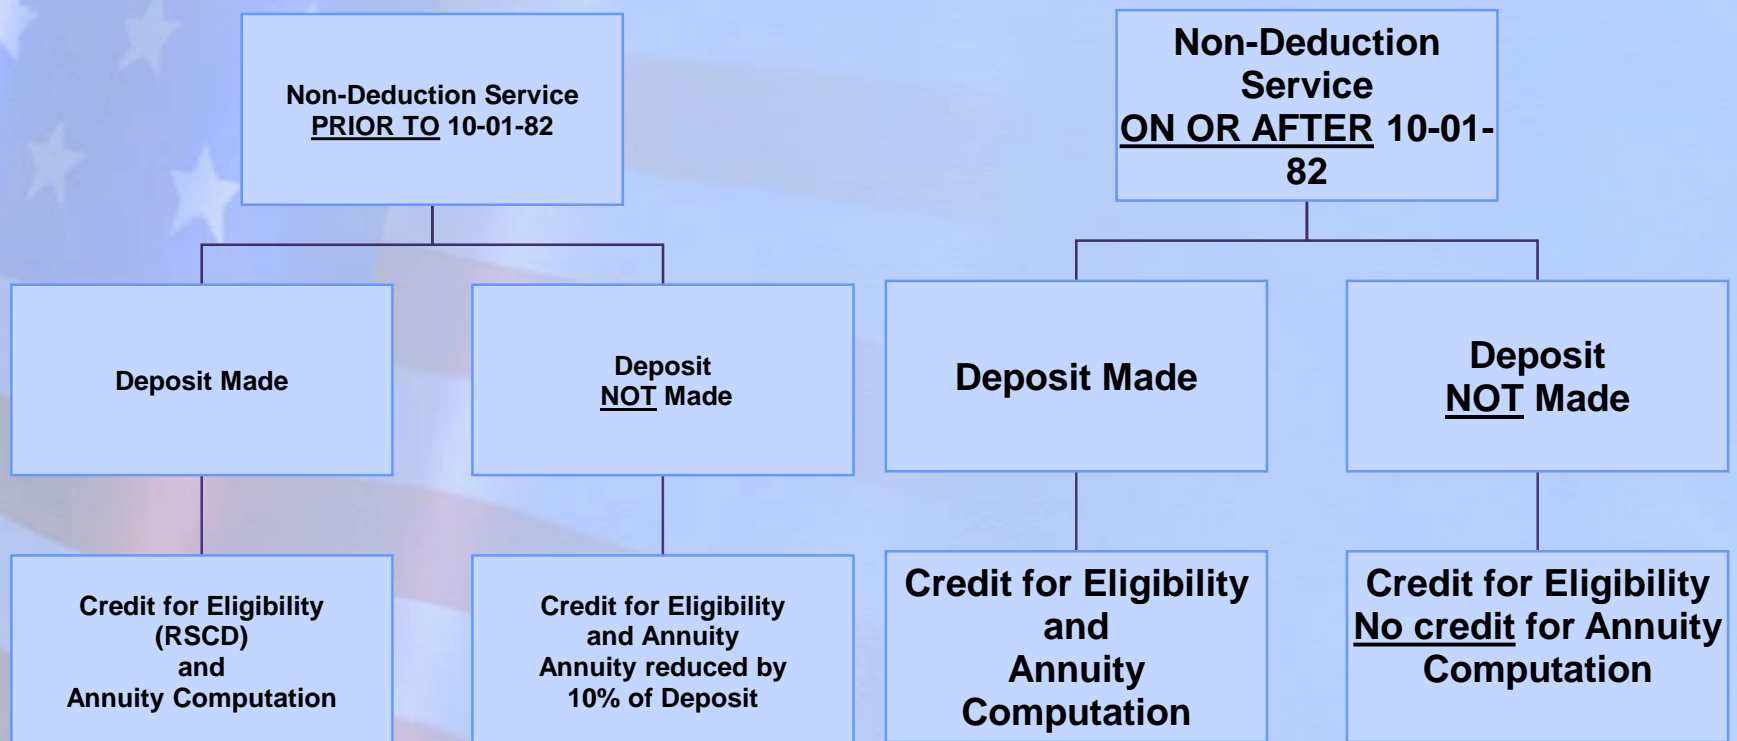 Non-Deduction Service
PRIOR TO 10-01-82
Deposit Made
Deposit
NOT Made
Credit for Eligibility
(RSCD)
and
Annuity Computation
Credit for Eligibility
and Annuity
Annuity reduced by
10% of Deposit
Non-Deduction
Service
ON OR AFTER 10-01-
82
Deposit Made
Deposit
NOT Made
Credit for Eligibility
and
Annuity
Computation
Credit for Eligibility
No credit for Annuity
Computation